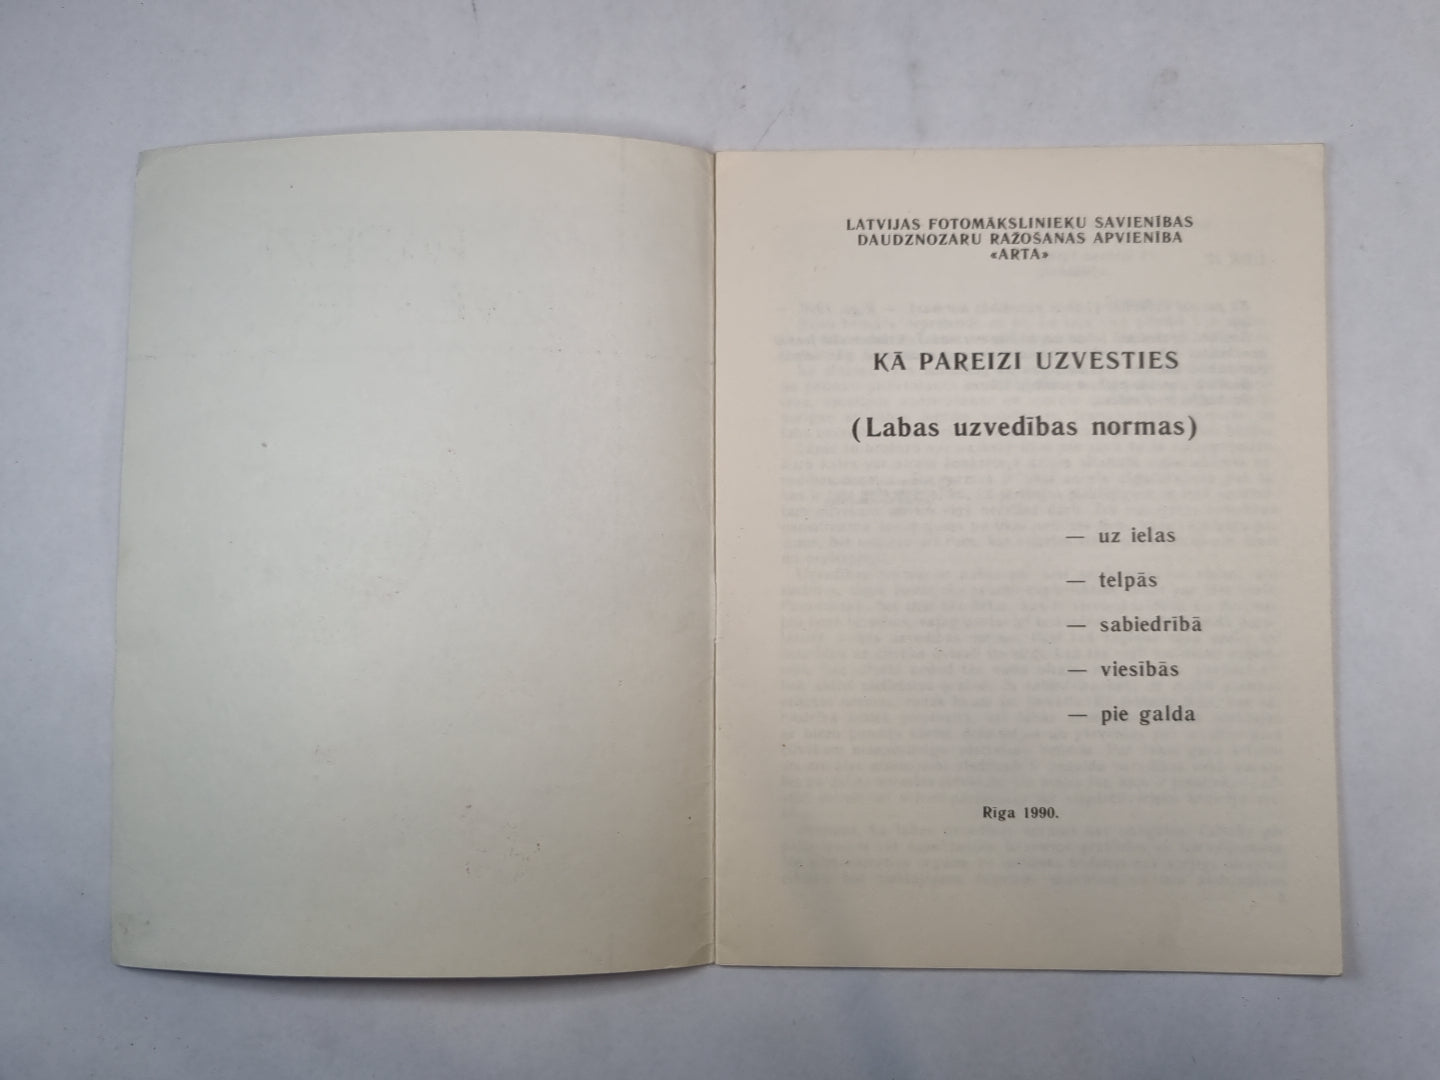 LATVIJAS FOTOMĀKSLINIEKU SAVIENĪBAS
DAUDZNOZARU RAŽOŠANAS APVIENĪBA
«ARTA»
KĀ PAREIZI UZVESTIES
(Labas uzvedības normas)
— uz ielas
— telpās
— sabiedrībā
— viesībās
— pie galda
Rīga 1990.